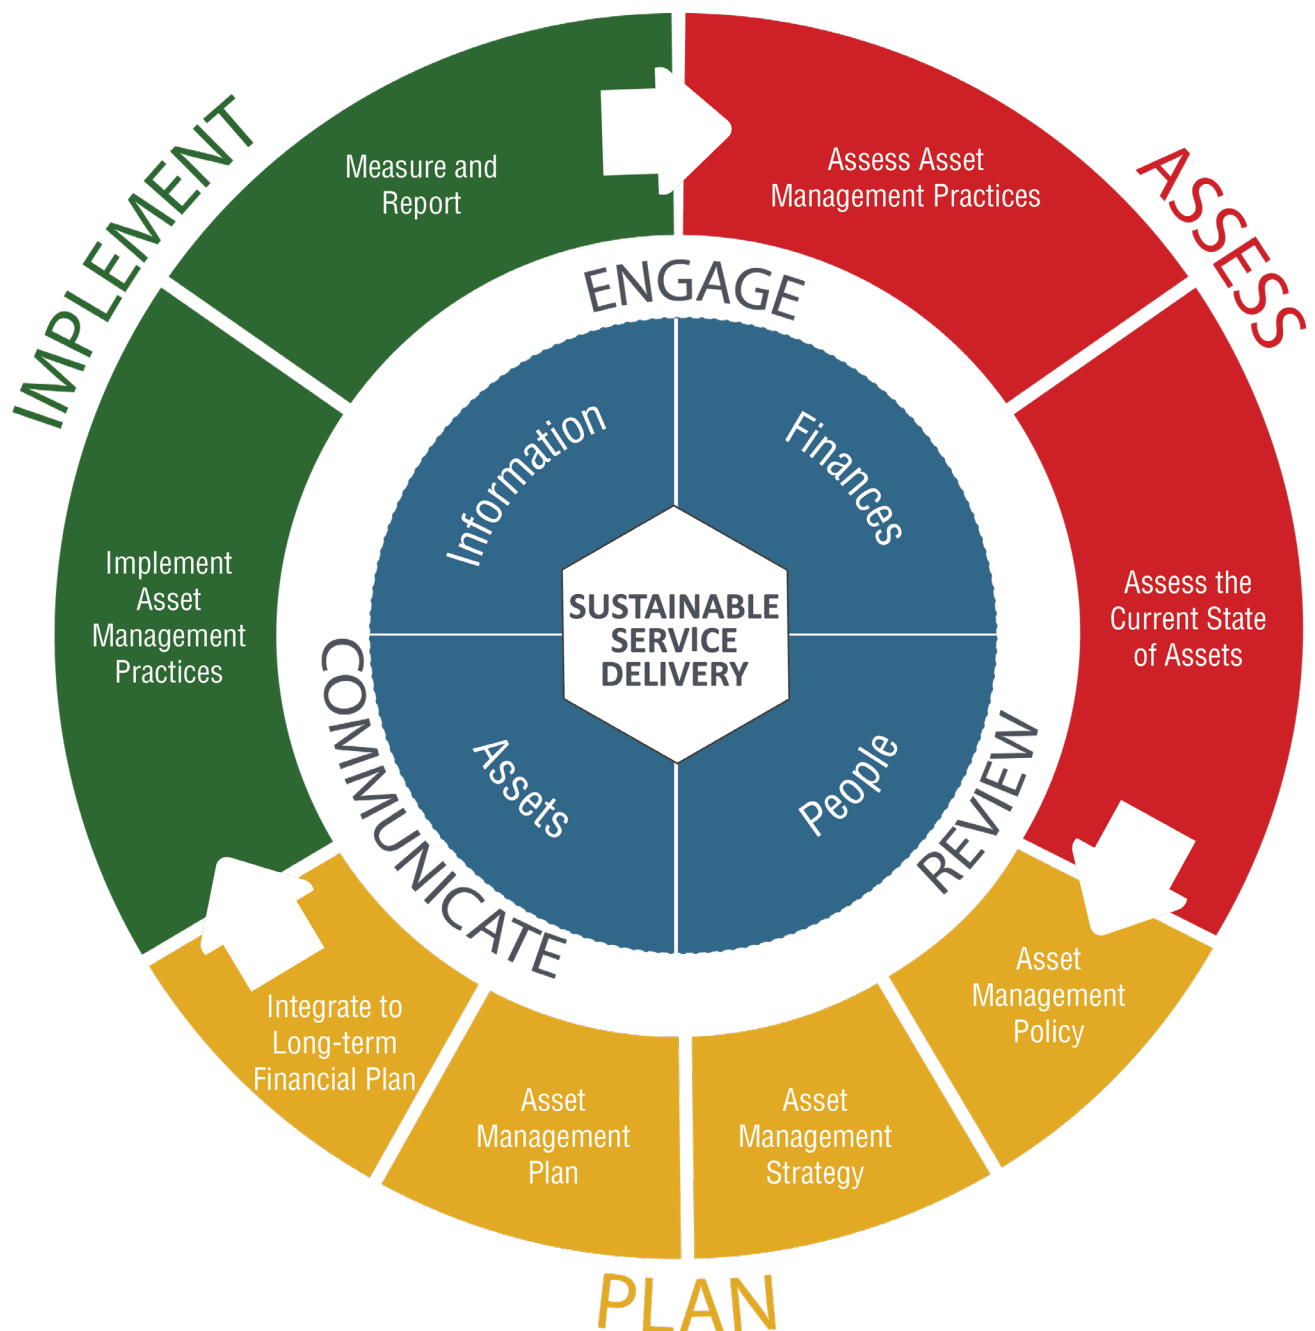 IMPLEMENT
Measure and
Report
Assess Asset
Management Practices
ASSESS
ENGAGE
Information
Finances
Implement
Asset
Management
Practices
SUSTAINABLE
SERVICE
DELIVERY
Assess the
Current State
of Assets
COMMUNICATE
Assets
People
REVIEW
Integrate to
Long-term
Financial Plan
Asset
Management
Plan
Asset
Management
Strategy
Asset
Management
Policy
PLAN